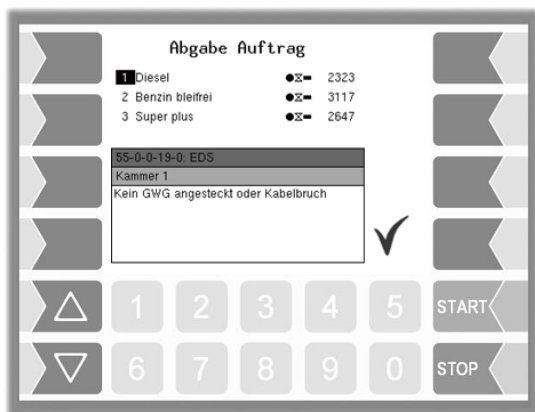 Abgabe Auftrag
1 Diesel 2323
2 Benzin bleifrei 3117
3 Super plus 2647
55-0-0-19-0: EDS
Kammer 1
Kein GWG angesteckt oder Kabelbruch
1 2 3 4 5 START
6 7 8 9 0 STOP